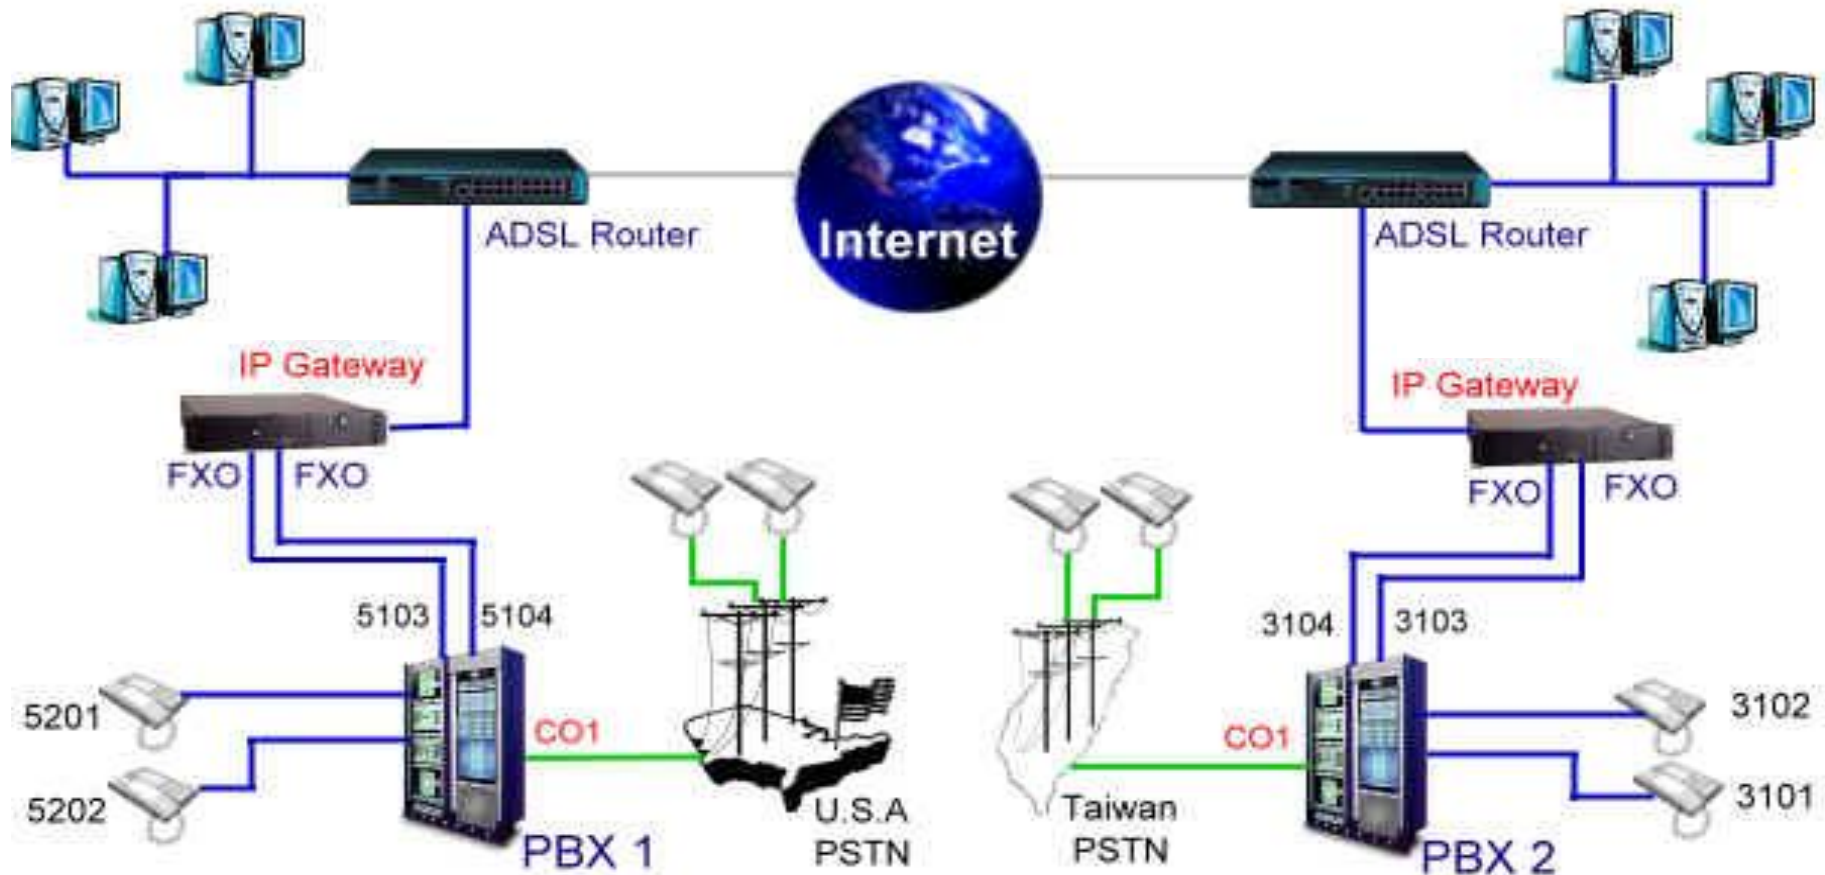 ADSL Router
Internet
ADSL Router
IP Gateway
IP Gateway
FXO
FXO
FXO
FXO
5103
5104
3104
3103
5201
CO1
CO1
3102
5202
U.S.A
PSTN
Taiwan
PSTN
3101
PBX 1
PBX 2